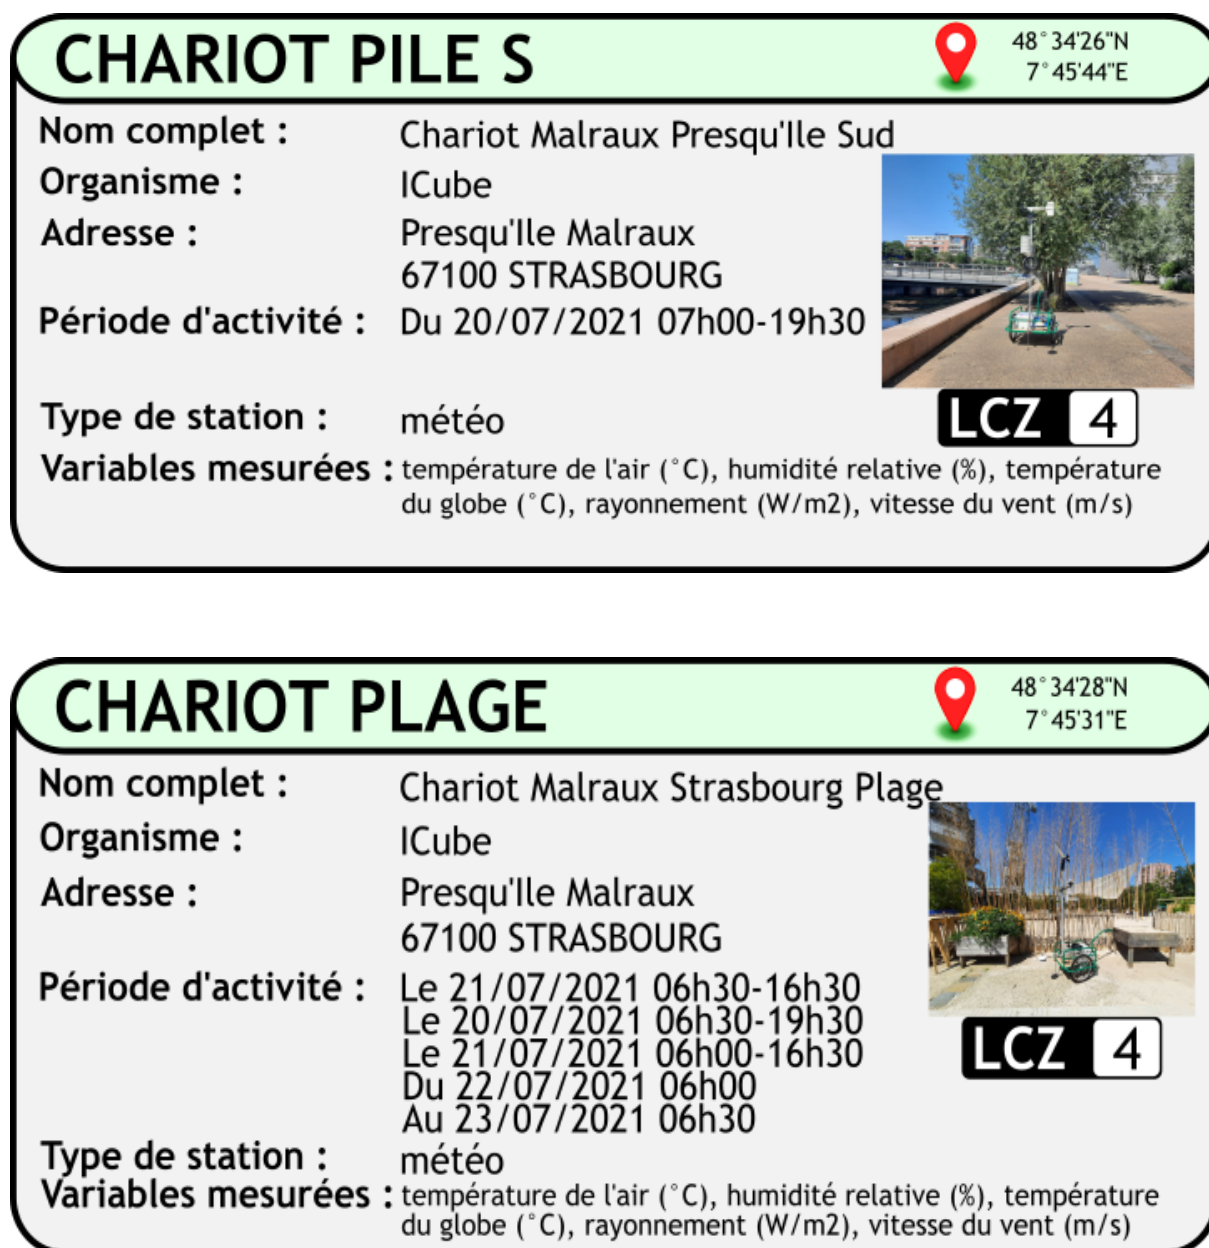 CHARIOT PILE S
48°34'26"N
7°45'44"E
Nom complet : Chariot Malraux Presqu'Ile Sud
Organisme : ICube
Adresse : Presqu'Ile Malraux
67100 STRASBOURG
Période d'activité : Du 20/07/2021 07h00-19h30
LCZ 4
Type de station : météo
Variables mesurées : température de l'air (°C), humidité relative (%), température
du globe (°C), rayonnement (W/m2), vitesse du vent (m/s)
CHARIOT PLAGE
48°34'28"N
7°45'31"E
Nom complet : Chariot Malraux Strasbourg Plage
Organisme : ICube
Adresse : Presqu'Ile Malraux
67100 STRASBOURG
Période d'activité : Le 21/07/2021 06h30-16h30
Le 20/07/2021 06h30-19h30
Le 21/07/2021 06h00-16h30
Du 22/07/2021 06h00
Au 23/07/2021 06h30
LCZ 4
Type de station : météo
Variables mesurées : température de l'air (°C), humidité relative (%), température
du globe (°C), rayonnement (W/m2), vitesse du vent (m/s)